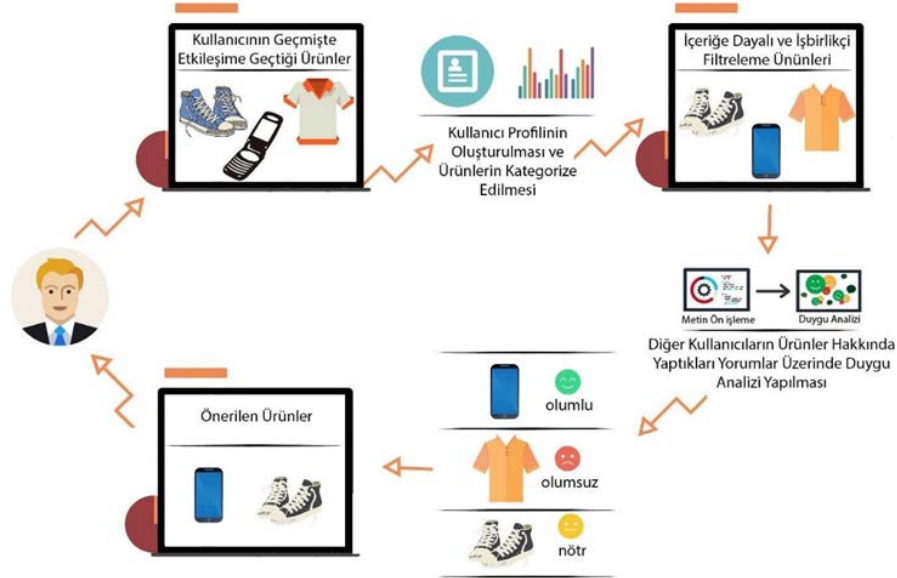 Kullanıcının Geçmişte
Etkileşime Geçtiği Ürünler
Kullanıcı Profilinin
Oluşturulması ve
Ürünlerin Kategorize
Edilmesi
İçeriğe Dayalı ve İşbirlikçi
Filtreleme Ününleri
Metin Ön işleme
Duygu Analizi
Diğer Kullanıcıların Ürünler Hakkında
Yaptıkları Yorumlar Üzerinde Duygu
Analizi Yapılması
olumlu
olumsuz
nötr
Önerilen Ürünler